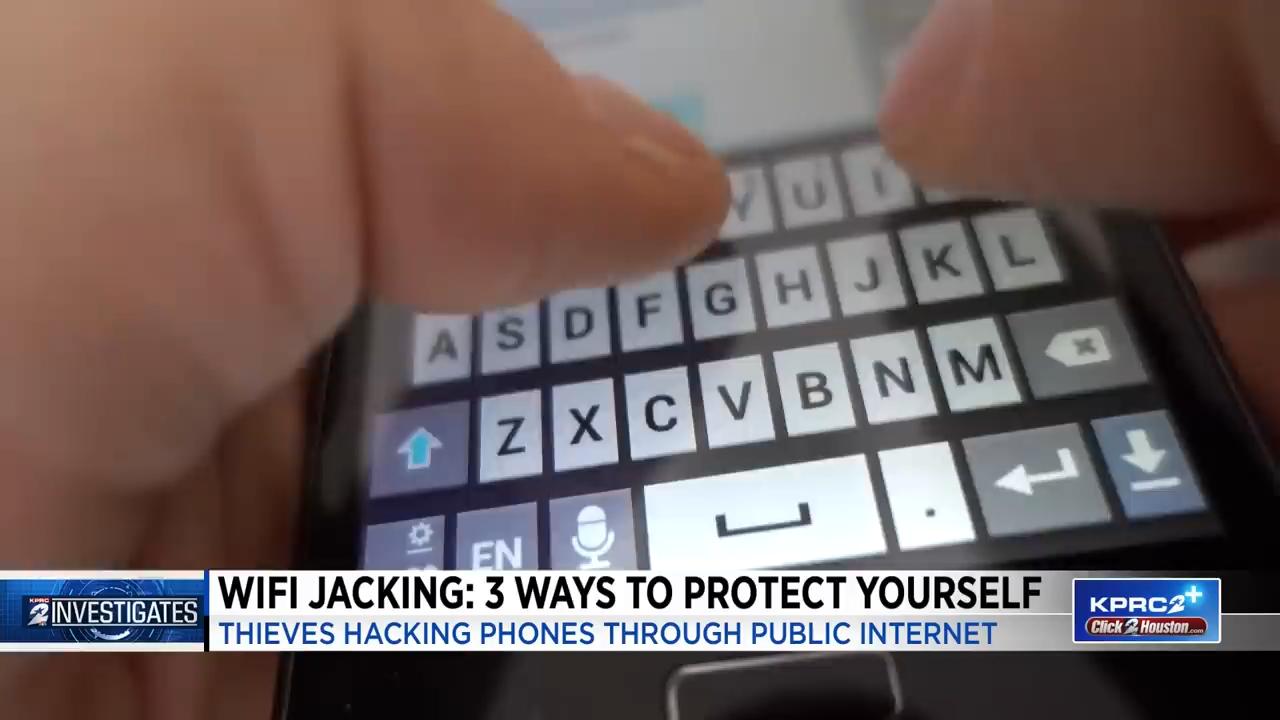 Y U I
A S D F G H J K L
Z X C V B N M
EN .
KPRC 2 INVESTIGATES
WIFI JACKING: 3 WAYS TO PROTECT YOURSELF
THIEVES HACKING PHONES THROUGH PUBLIC INTERNET
KPRC2+
Click2Houston.com